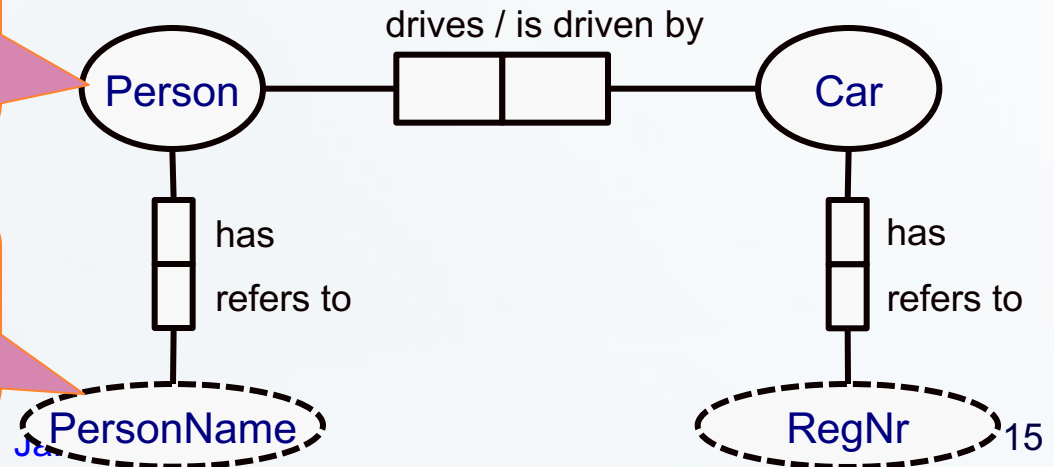 drives / is driven by
Person
Car
has
has
refers to
refers to
PersonName
RegNr
15